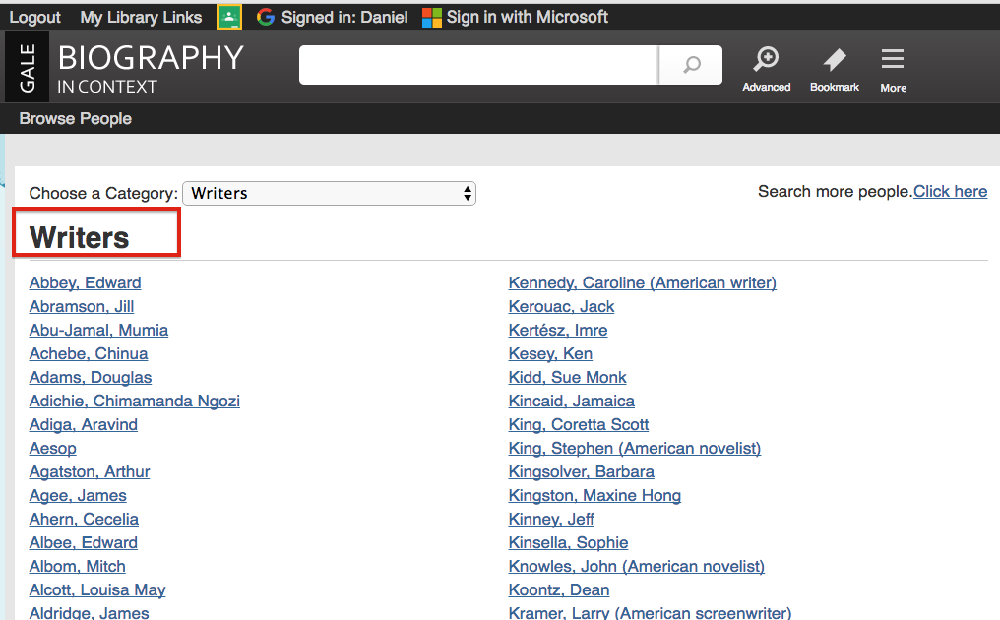 Logout My Library Links Signed in: Daniel Sign in with Microsoft
GALE
BIOGRAPHY
IN CONTEXT
Advanced Bookmark More
Browse People
Choose a Category: Writers
Search more people.Click here
Writers
Abbey, Edward
Abramson, Jill
Abu-Jamal, Mumia
Achebe, Chinua
Adams, Douglas
Adichie, Chimamanda Ngozi
Adiga, Aravind
Aesop
Agatston, Arthur
Agee, James
Ahern, Cecelia
Albee, Edward
Albom, Mitch
Alcott, Louisa May
Aldridge, James
Kennedy, Caroline (American writer)
Kerouac, Jack
Kertész, Imre
Kesey, Ken
Kidd, Sue Monk
Kincaid, Jamaica
King, Coretta Scott
King, Stephen (American novelist)
Kingsolver, Barbara
Kingston, Maxine Hong
Kinney, Jeff
Kinsella, Sophie
Knowles, John (American novelist)
Koontz, Dean
Kramer, Larry (American screenwriter)